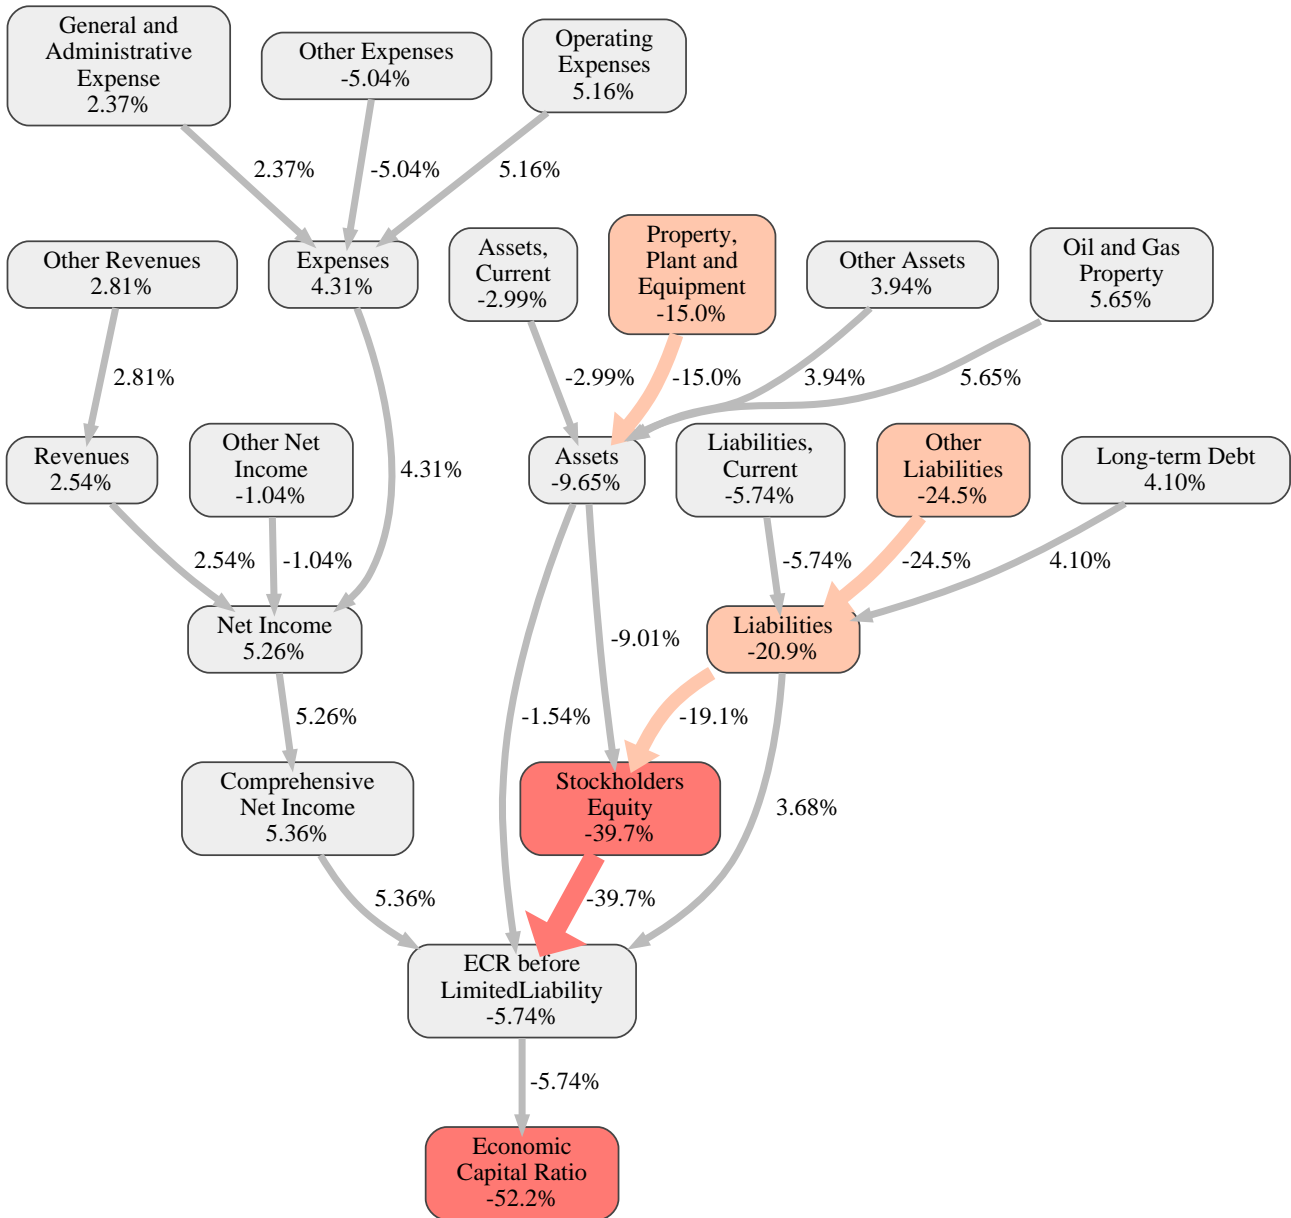 General and
Administrative
Expense
2.37%
Other Expenses
-5.04%
Operating
Expenses
5.16%
2.37%
-5.04%
5.16%
Other Revenues
2.81%
Expenses
4.31%
Assets,
Current
-2.99%
Property,
Plant and
Equipment
-15.0%
Other Assets
3.94%
Oil and Gas
Property
5.65%
2.81%
-2.99%
-15.0%
3.94%
5.65%
Revenues
2.54%
Other Net
Income
-1.04%
4.31%
Assets
-9.65%
Liabilities,
Current
-5.74%
Other
Liabilities
-24.5%
Long-term Debt
4.10%
2.54%
-1.04%
-5.74%
-24.5%
4.10%
Net Income
5.26%
-9.01%
Liabilities
-20.9%
5.26%
-1.54%
-19.1%
Comprehensive
Net Income
5.36%
Stockholders
Equity
-39.7%
3.68%
5.36%
-39.7%
ECR before
LimitedLiability
-5.74%
-5.74%
Economic
Capital Ratio
-52.2%